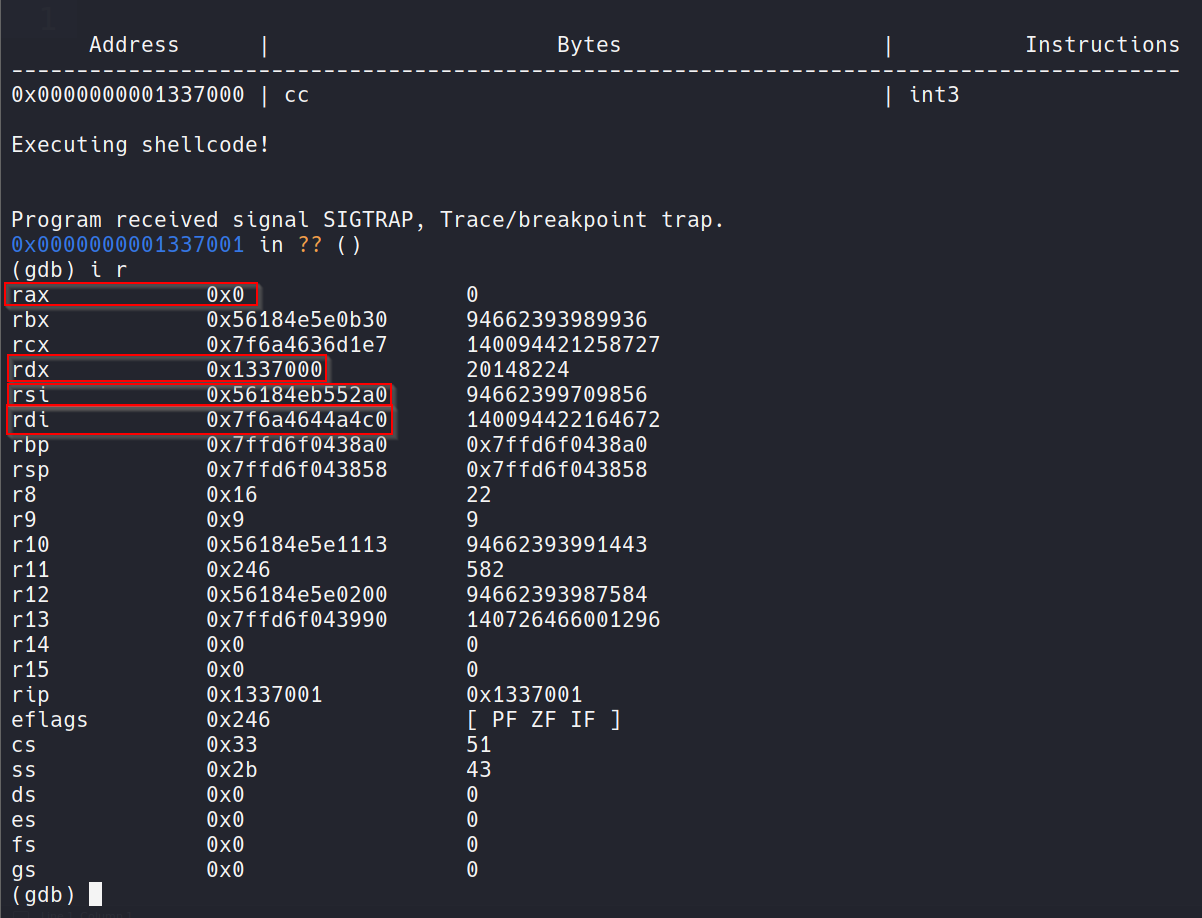 Address | Bytes | Instructions
------------------------------------------------------------------------------------------
0x0000000001337000 | cc | int3
Executing shellcode!
Program received signal SIGTRAP, Trace/breakpoint trap.
0x0000000001337001 in ?? ()
(gdb) i r
rax 0x0 0
rbx 0x56184e5e0b30 94662393989936
rcx 0x7f6a4636d1e7 140094421258727
rdx 0x1337000 20148224
rsi 0x56184eb552a0 94662399709856
rdi 0x7f6a4644a4c0 140094422164672
rbp 0x7ffd6f0438a0 0x7ffd6f0438a0
rsp 0x7ffd6f043858 0x7ffd6f043858
r8 0x16 22
r9 0x9 9
r10 0x56184e5e1113 94662393991443
r11 0x246 582
r12 0x56184e5e0200 94662393987584
r13 0x7ffd6f043990 140726466001296
r14 0x0 0
r15 0x0 0
rip 0x1337001 0x1337001
eflags 0x246 [ PF ZF IF ]
cs 0x33 51
ss 0x2b 43
ds 0x0 0
es 0x0 0
fs 0x0 0
gs 0x0 0
(gdb)